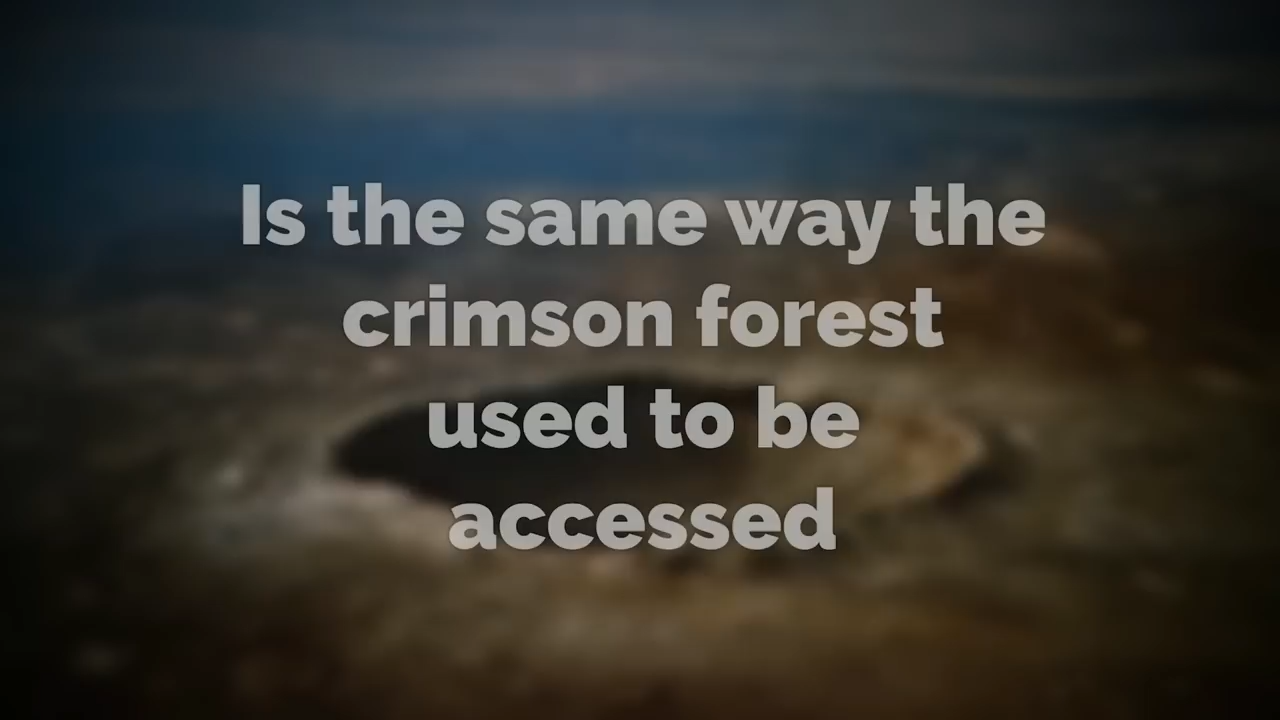 Is the same way the
crimson forest
used to be
accessed